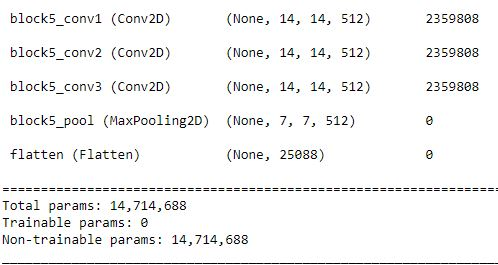 block5_conv1 (Conv2D) (None, 14, 14, 512) 2359808
block5_conv2 (Conv2D) (None, 14, 14, 512) 2359808
block5_conv3 (Conv2D) (None, 14, 14, 512) 2359808
block5_pool (MaxPooling2D) (None, 7, 7, 512) 0
flatten (Flatten) (None, 25088) 0
=================================================================
Total params: 14,714,688
Trainable params: 0
Non-trainable params: 14,714,688
_________________________________________________________________